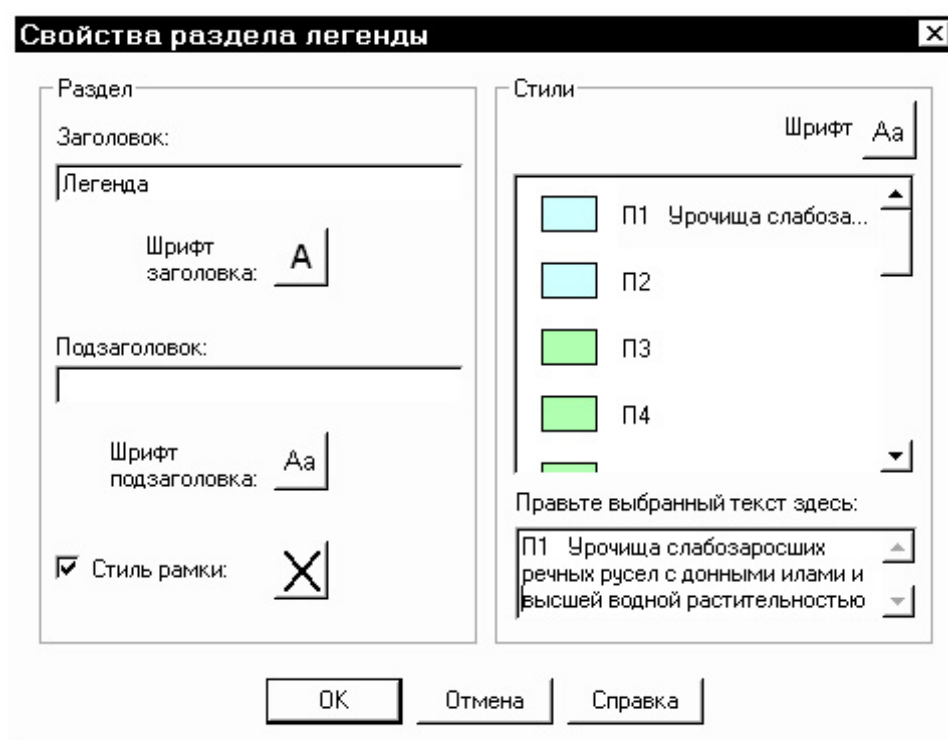 Свойства раздела легенды
Раздел
Заголовок:
Легенда
Шрифт
заголовка:
A
Подзаголовок:
Шрифт
подзаголовка:
Aa
Стиль рамки:
Стили
Шрифт
Aa
П1 Урочища слабоза...
П2
П3
П4
Правьте выбранный текст здесь:
П1 Урочища слабозаросших
речных русел с донными илами и
высшей водной растительностью
OK
Отмена
Справка